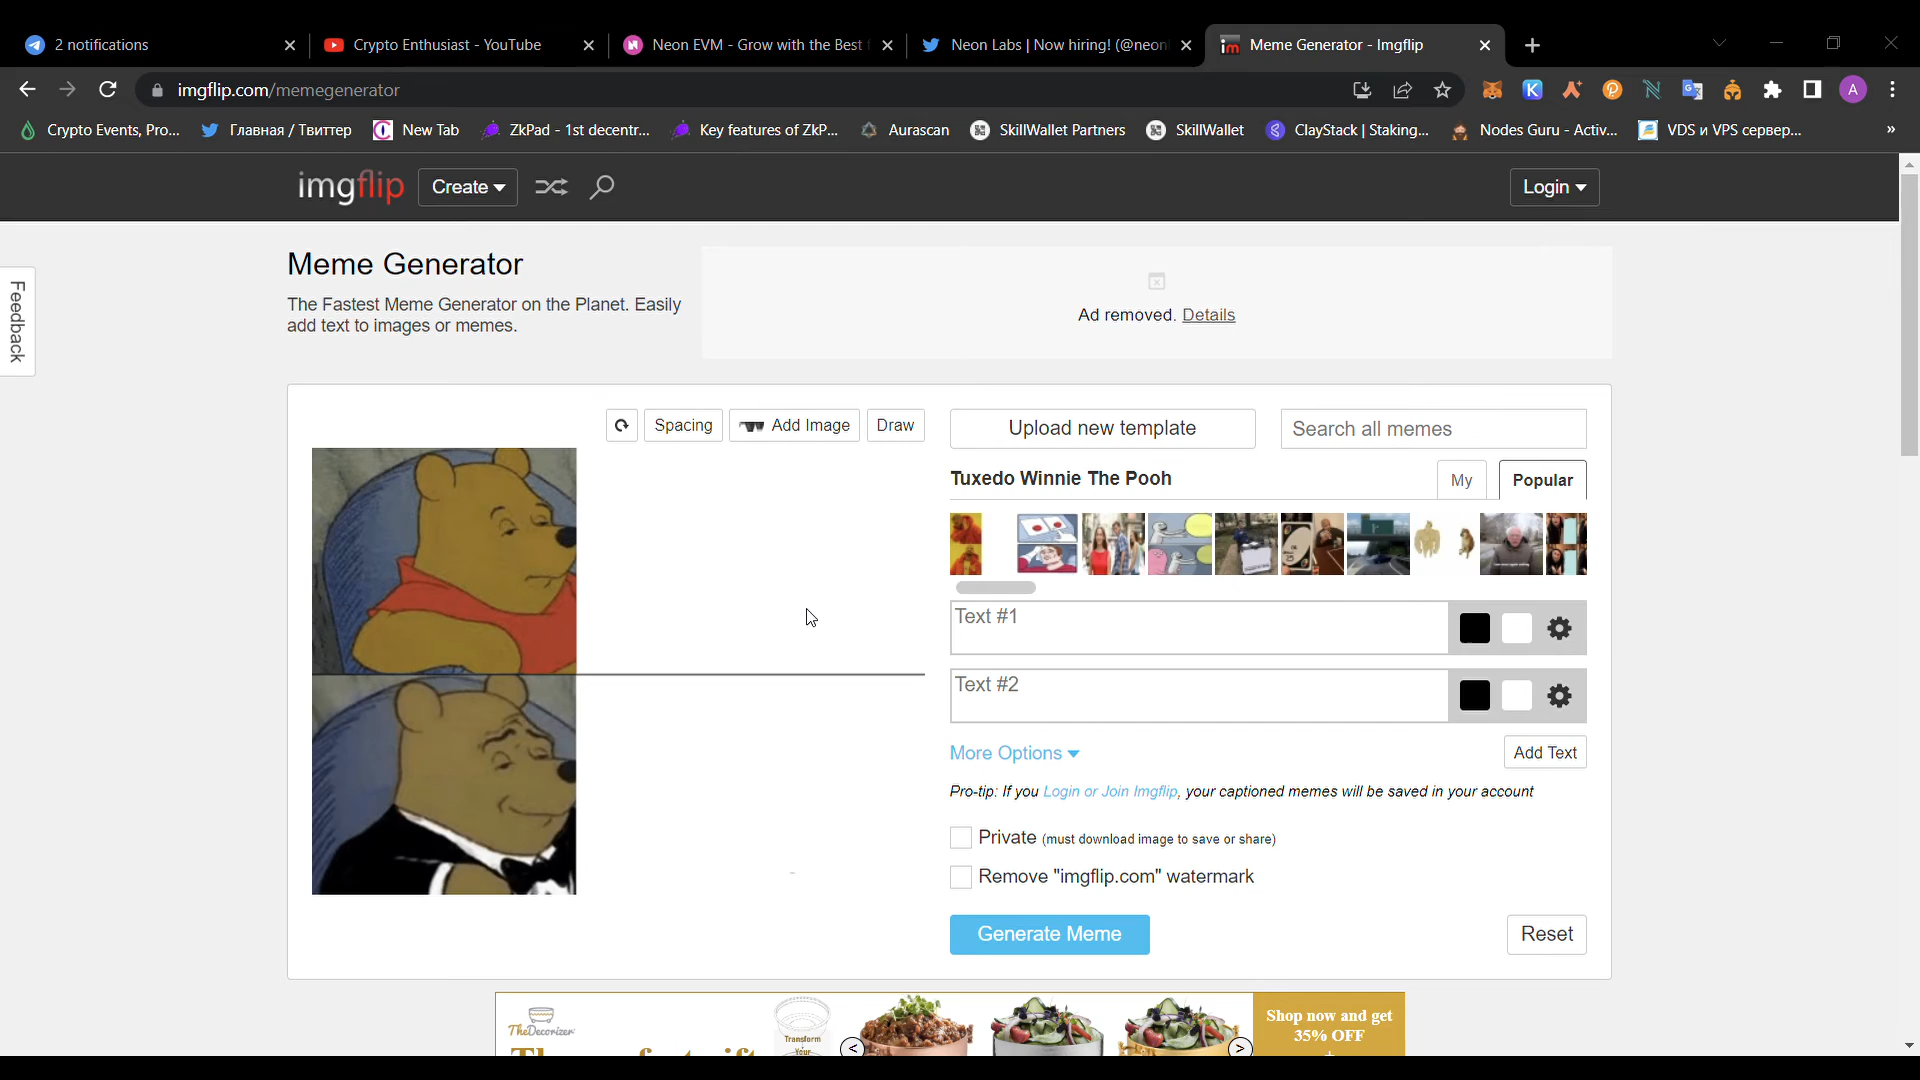 2 notifications
Crypto Enthusiast - YouTube
Neon EVM - Grow with the Best
Neon Labs | Now hiring! (@neon
Meme Generator - Imgflip
imgflip.com/memegenerator
A
Crypto Events, Pro...
Главная / Твиттер
New Tab
ZkPad - 1st decentr...
Key features of ZkP...
Aurascan
SkillWallet Partners
SkillWallet
ClayStack | Staking...
Nodes Guru - Activ...
VDS и VPS сервер...
»
imgflip
Create
Login
Feedback
Meme Generator
The Fastest Meme Generator on the Planet. Easily
add text to images or memes.
Ad removed. Details
Spacing
Add Image
Draw
Upload new template
Search all memes
Tuxedo Winnie The Pooh
My
Popular
Text #1
Text #2
More Options
Add Text
Pro-tip: If you Login or Join Imgflip, your captioned memes will be saved in your account
Private (must download image to save or share)
Remove "imgflip.com" watermark
Generate Meme
Reset
TheDecorizer
Transform
Your
Shop now and get
35% OFF